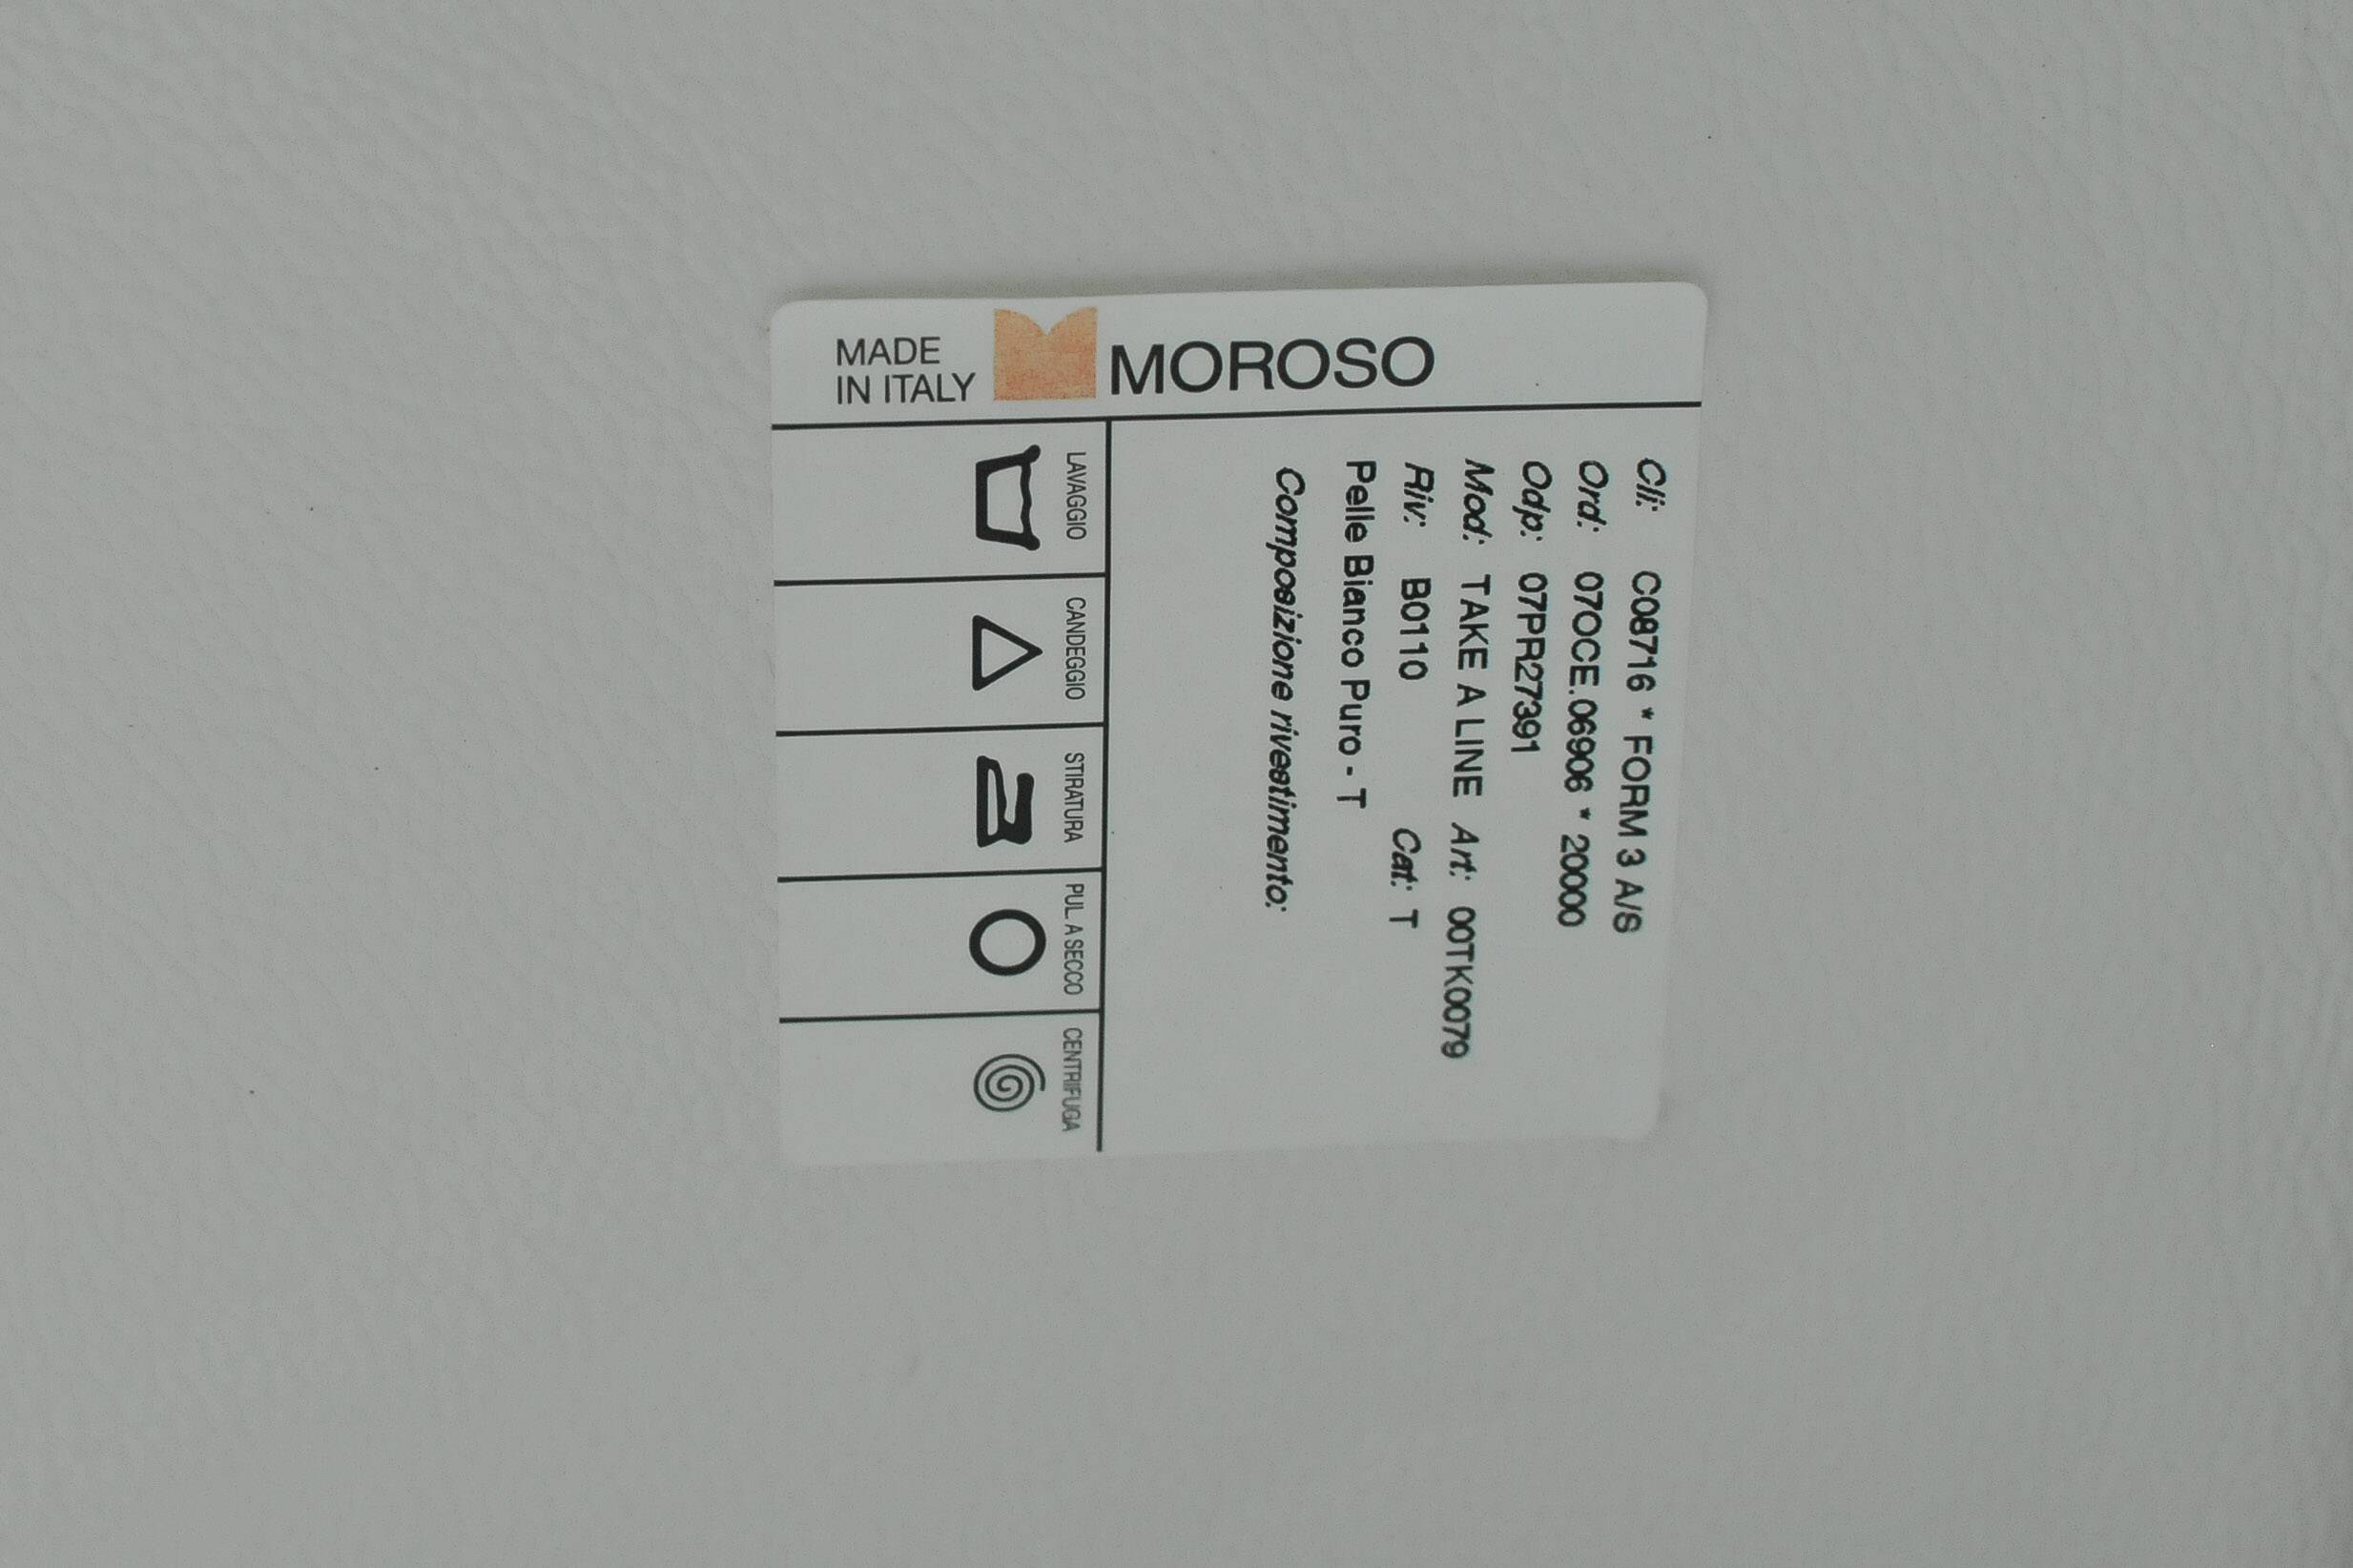 MADE
IN ITALY
MOROSO
Cli: C08716 * FORM 3 A/S
Ord: 07OCE.06906 * 20000
Odp: 07PR27391
Mod: TAKE A LINE Art: 00TK0079
Riv: B0110 Cat: T
Pelle Bianco Puro - T
Composizione rivestimento:
LAVAGGIO
CANDEGGIO
STIRATURA
PUL. A SECCO
CENTRIFUGA